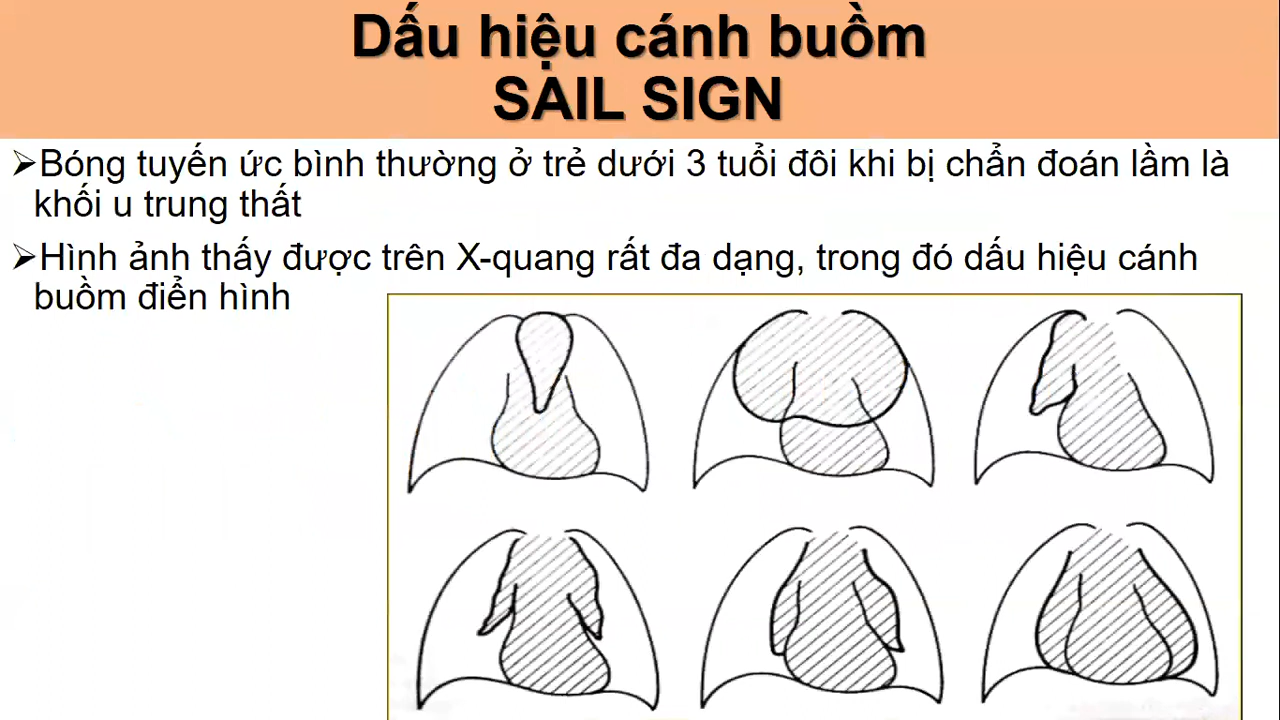 Dấu hiệu cánh buồm
SAIL SIGN
➢Bóng tuyến ức bình thường ở trẻ dưới 3 tuổi đôi khi bị chẩn đoán lầm là
khối u trung thất
➢Hình ảnh thấy được trên X-quang rất đa dạng, trong đó dấu hiệu cánh
buồm điển hình